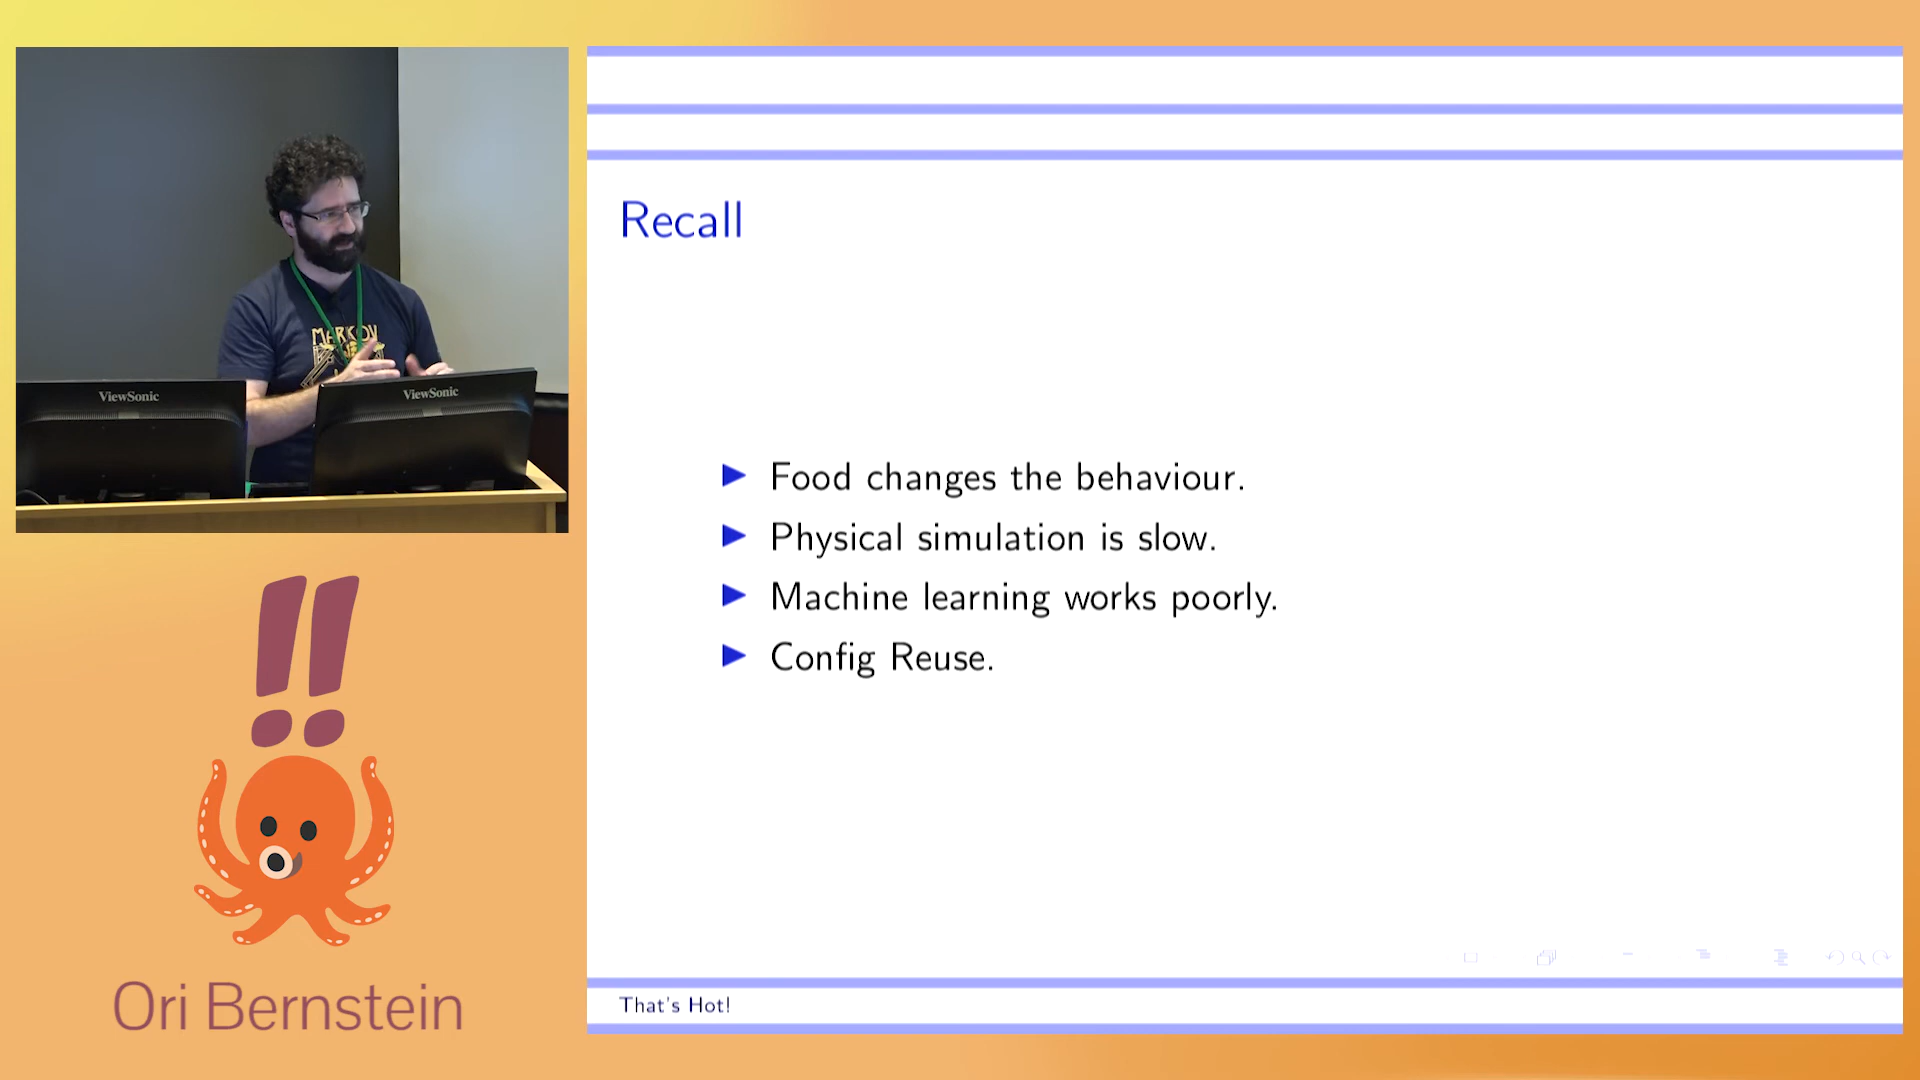 Recall
Food changes the behaviour.
Physical simulation is slow.
Machine learning works poorly.
Config Reuse.
That's Hot!
MARKOV
ViewSonic
ViewSonic
!!
Ori Bernstein